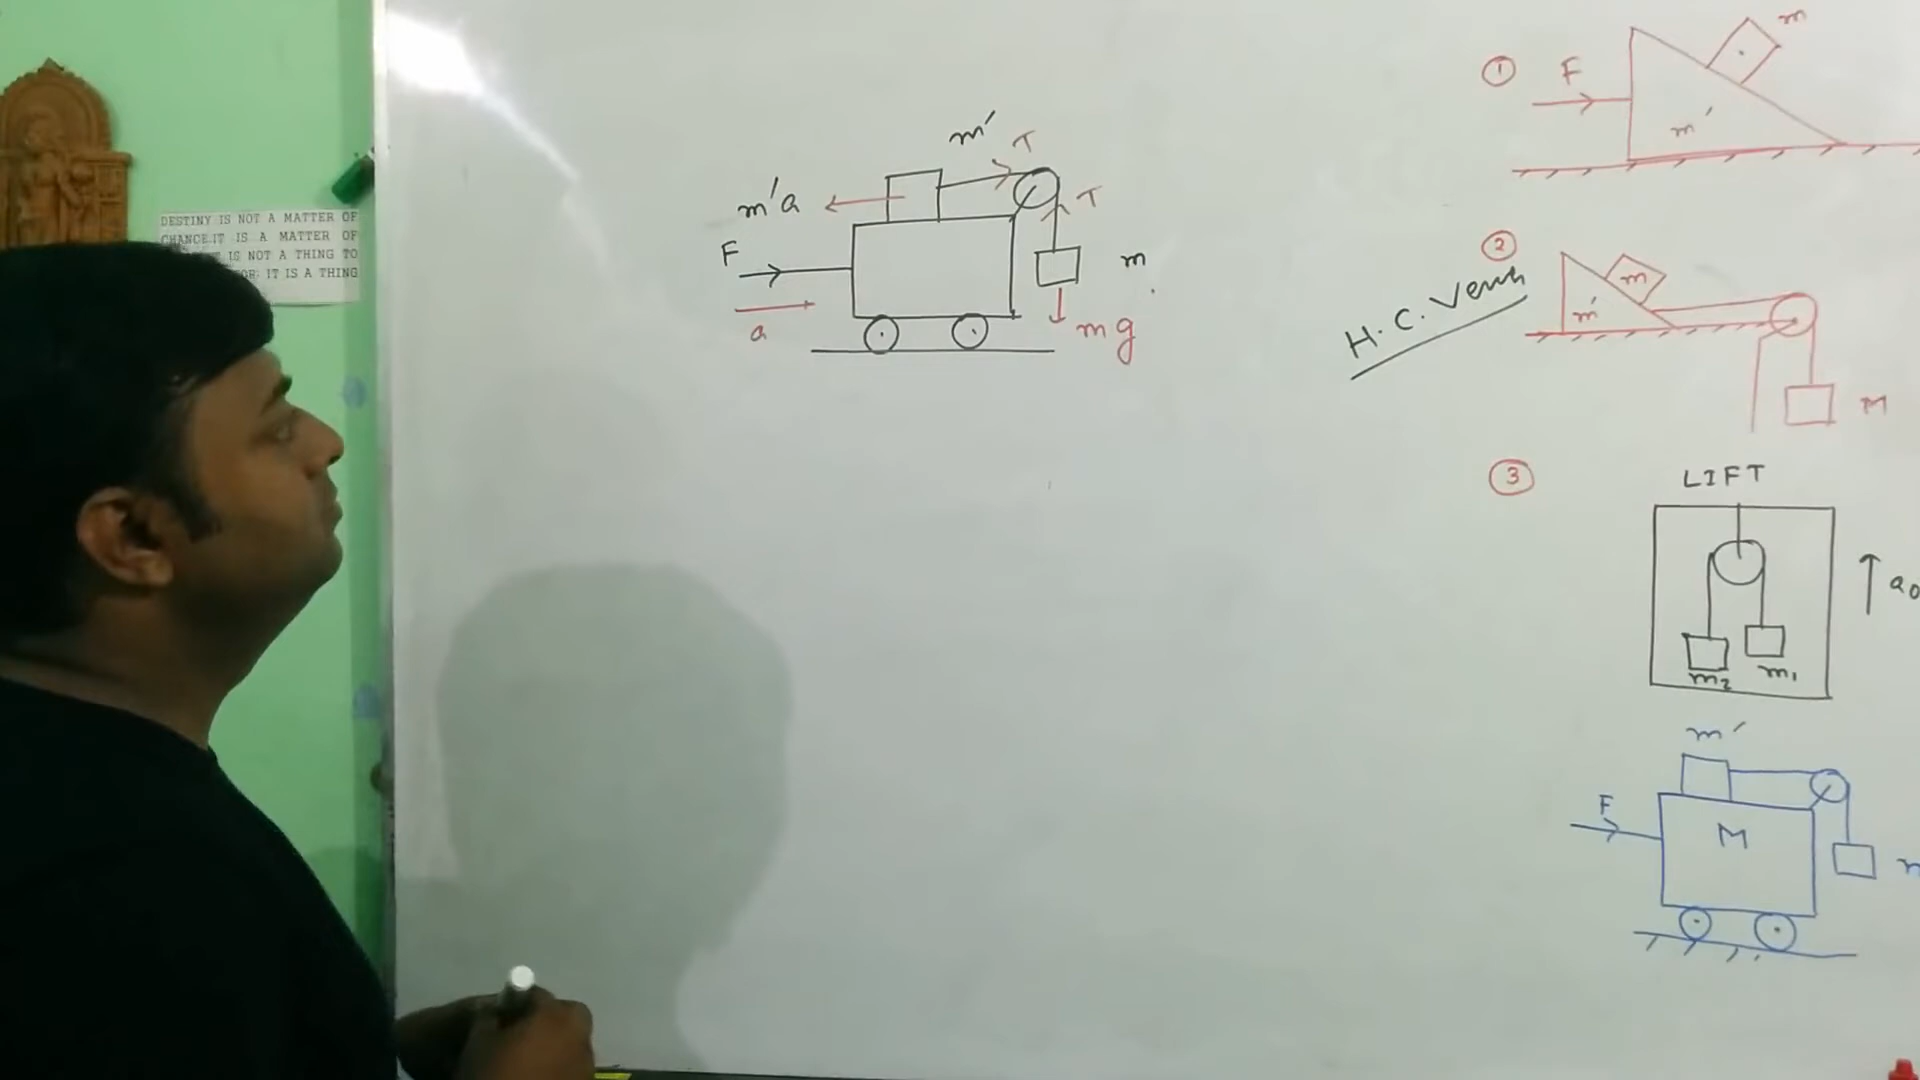 DESTINY IS NOT A MATTER OF
CHANCE.IT IS A MATTER OF
IS NOT A THING TO
IT IS A THING
m'
T
m'a
T
F
m
a
mg
①
F
m
m'
②
H.C. Verma
m
m'
M
③
LIFT
a0
m2
m1
m'
F
M